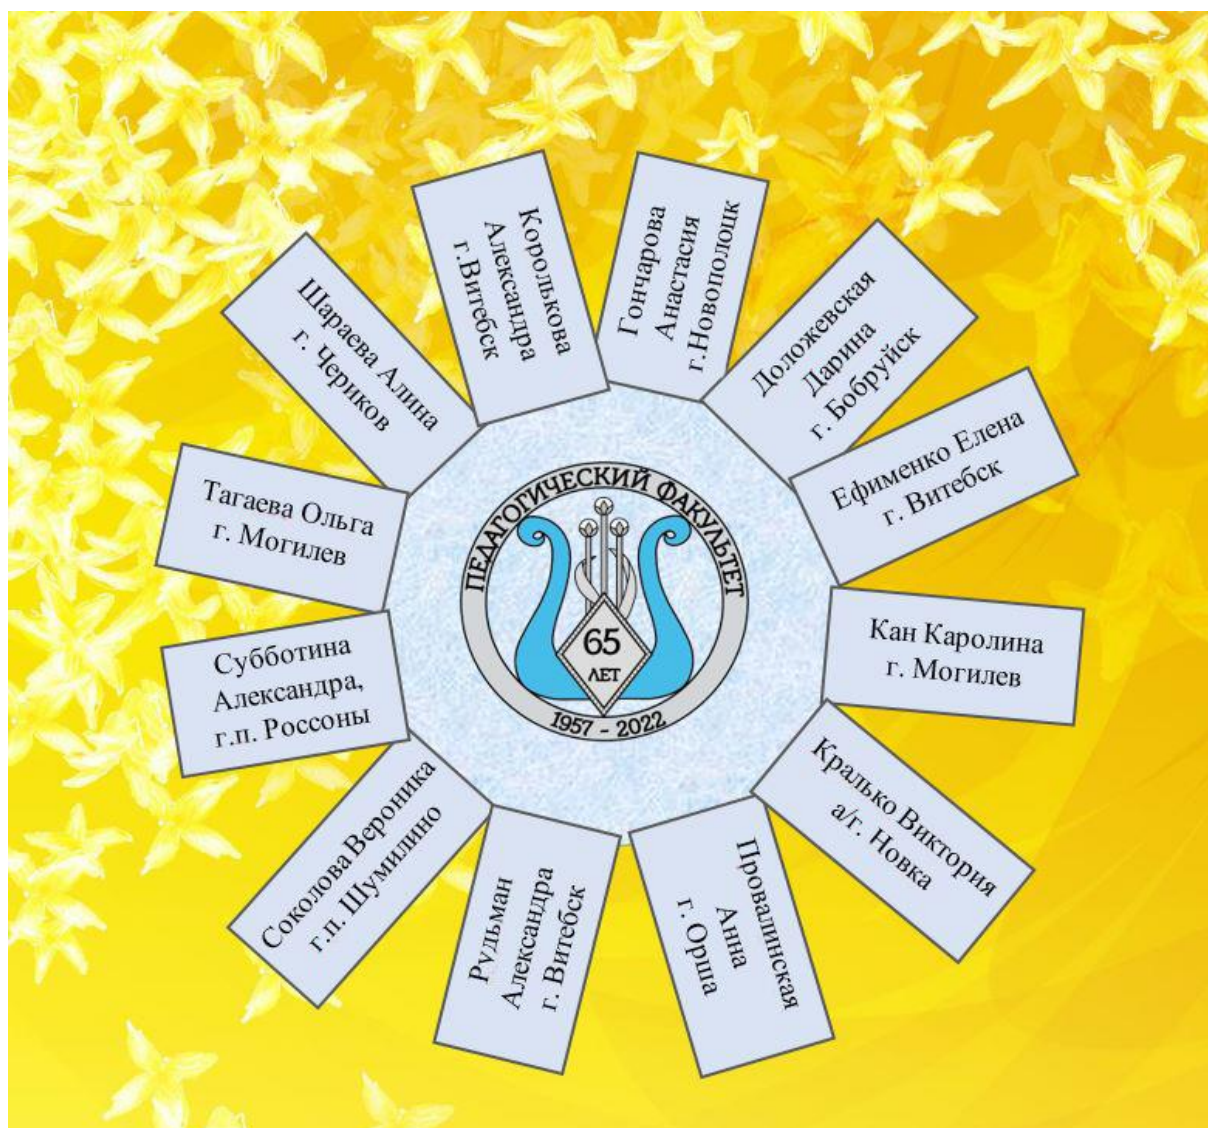 Королькова
Александра
г.Витебск
Гончарова
Анастасия
г.Новополоцк
Доложевская
Дарина
г. Бобруйск
Ефименко Елена
г. Витебск
Кан Каролина
г. Могилев
Кралько Виктория
а/г. Новка
Провалинская
Анна
г. Орша
Рудьман
Александра
г. Витебск
Соколова Вероника
г.п. Шумилино
Субботина
Александра,
г.п. Россоны
Тагаева Ольга
г. Могилев
Шараева Алина
г. Чериков
ПЕДАГОГИЧЕСКИЙ ФАКУЛЬТЕТ
65
ЛЕТ
1957 - 2022